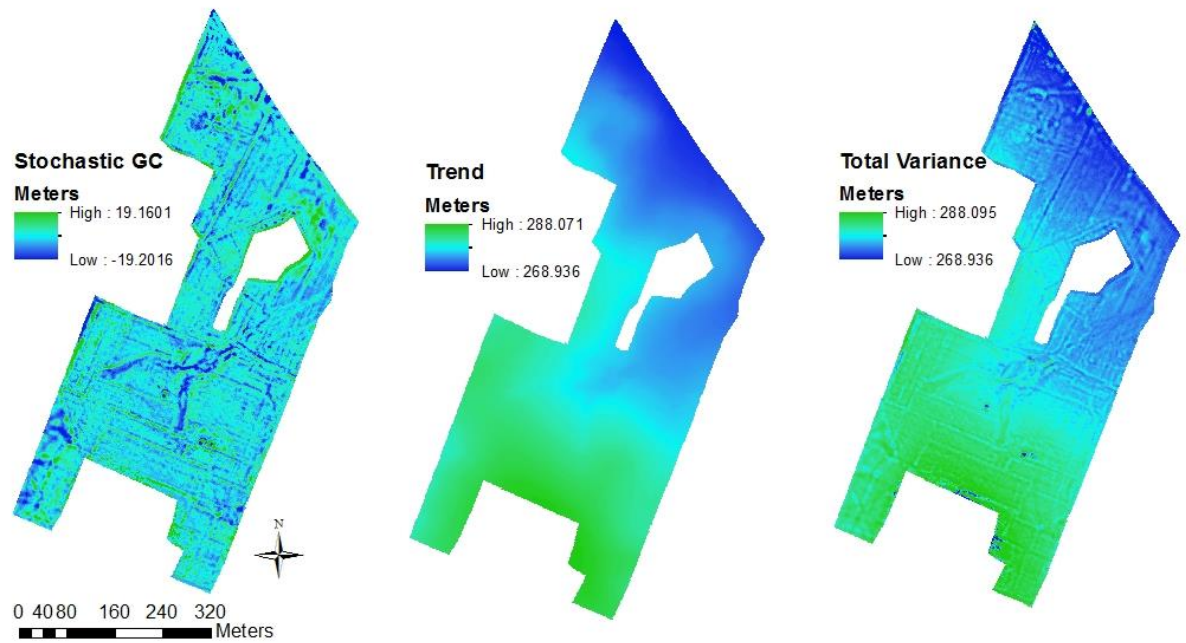 Stochastic GC
Meters
High : 19.1601
Low : -19.2016
Trend
Meters
High : 288.071
Low : 268.936
Total Variance
Meters
High : 288.095
Low : 268.936
N
0 40 80 160 240 320
Meters